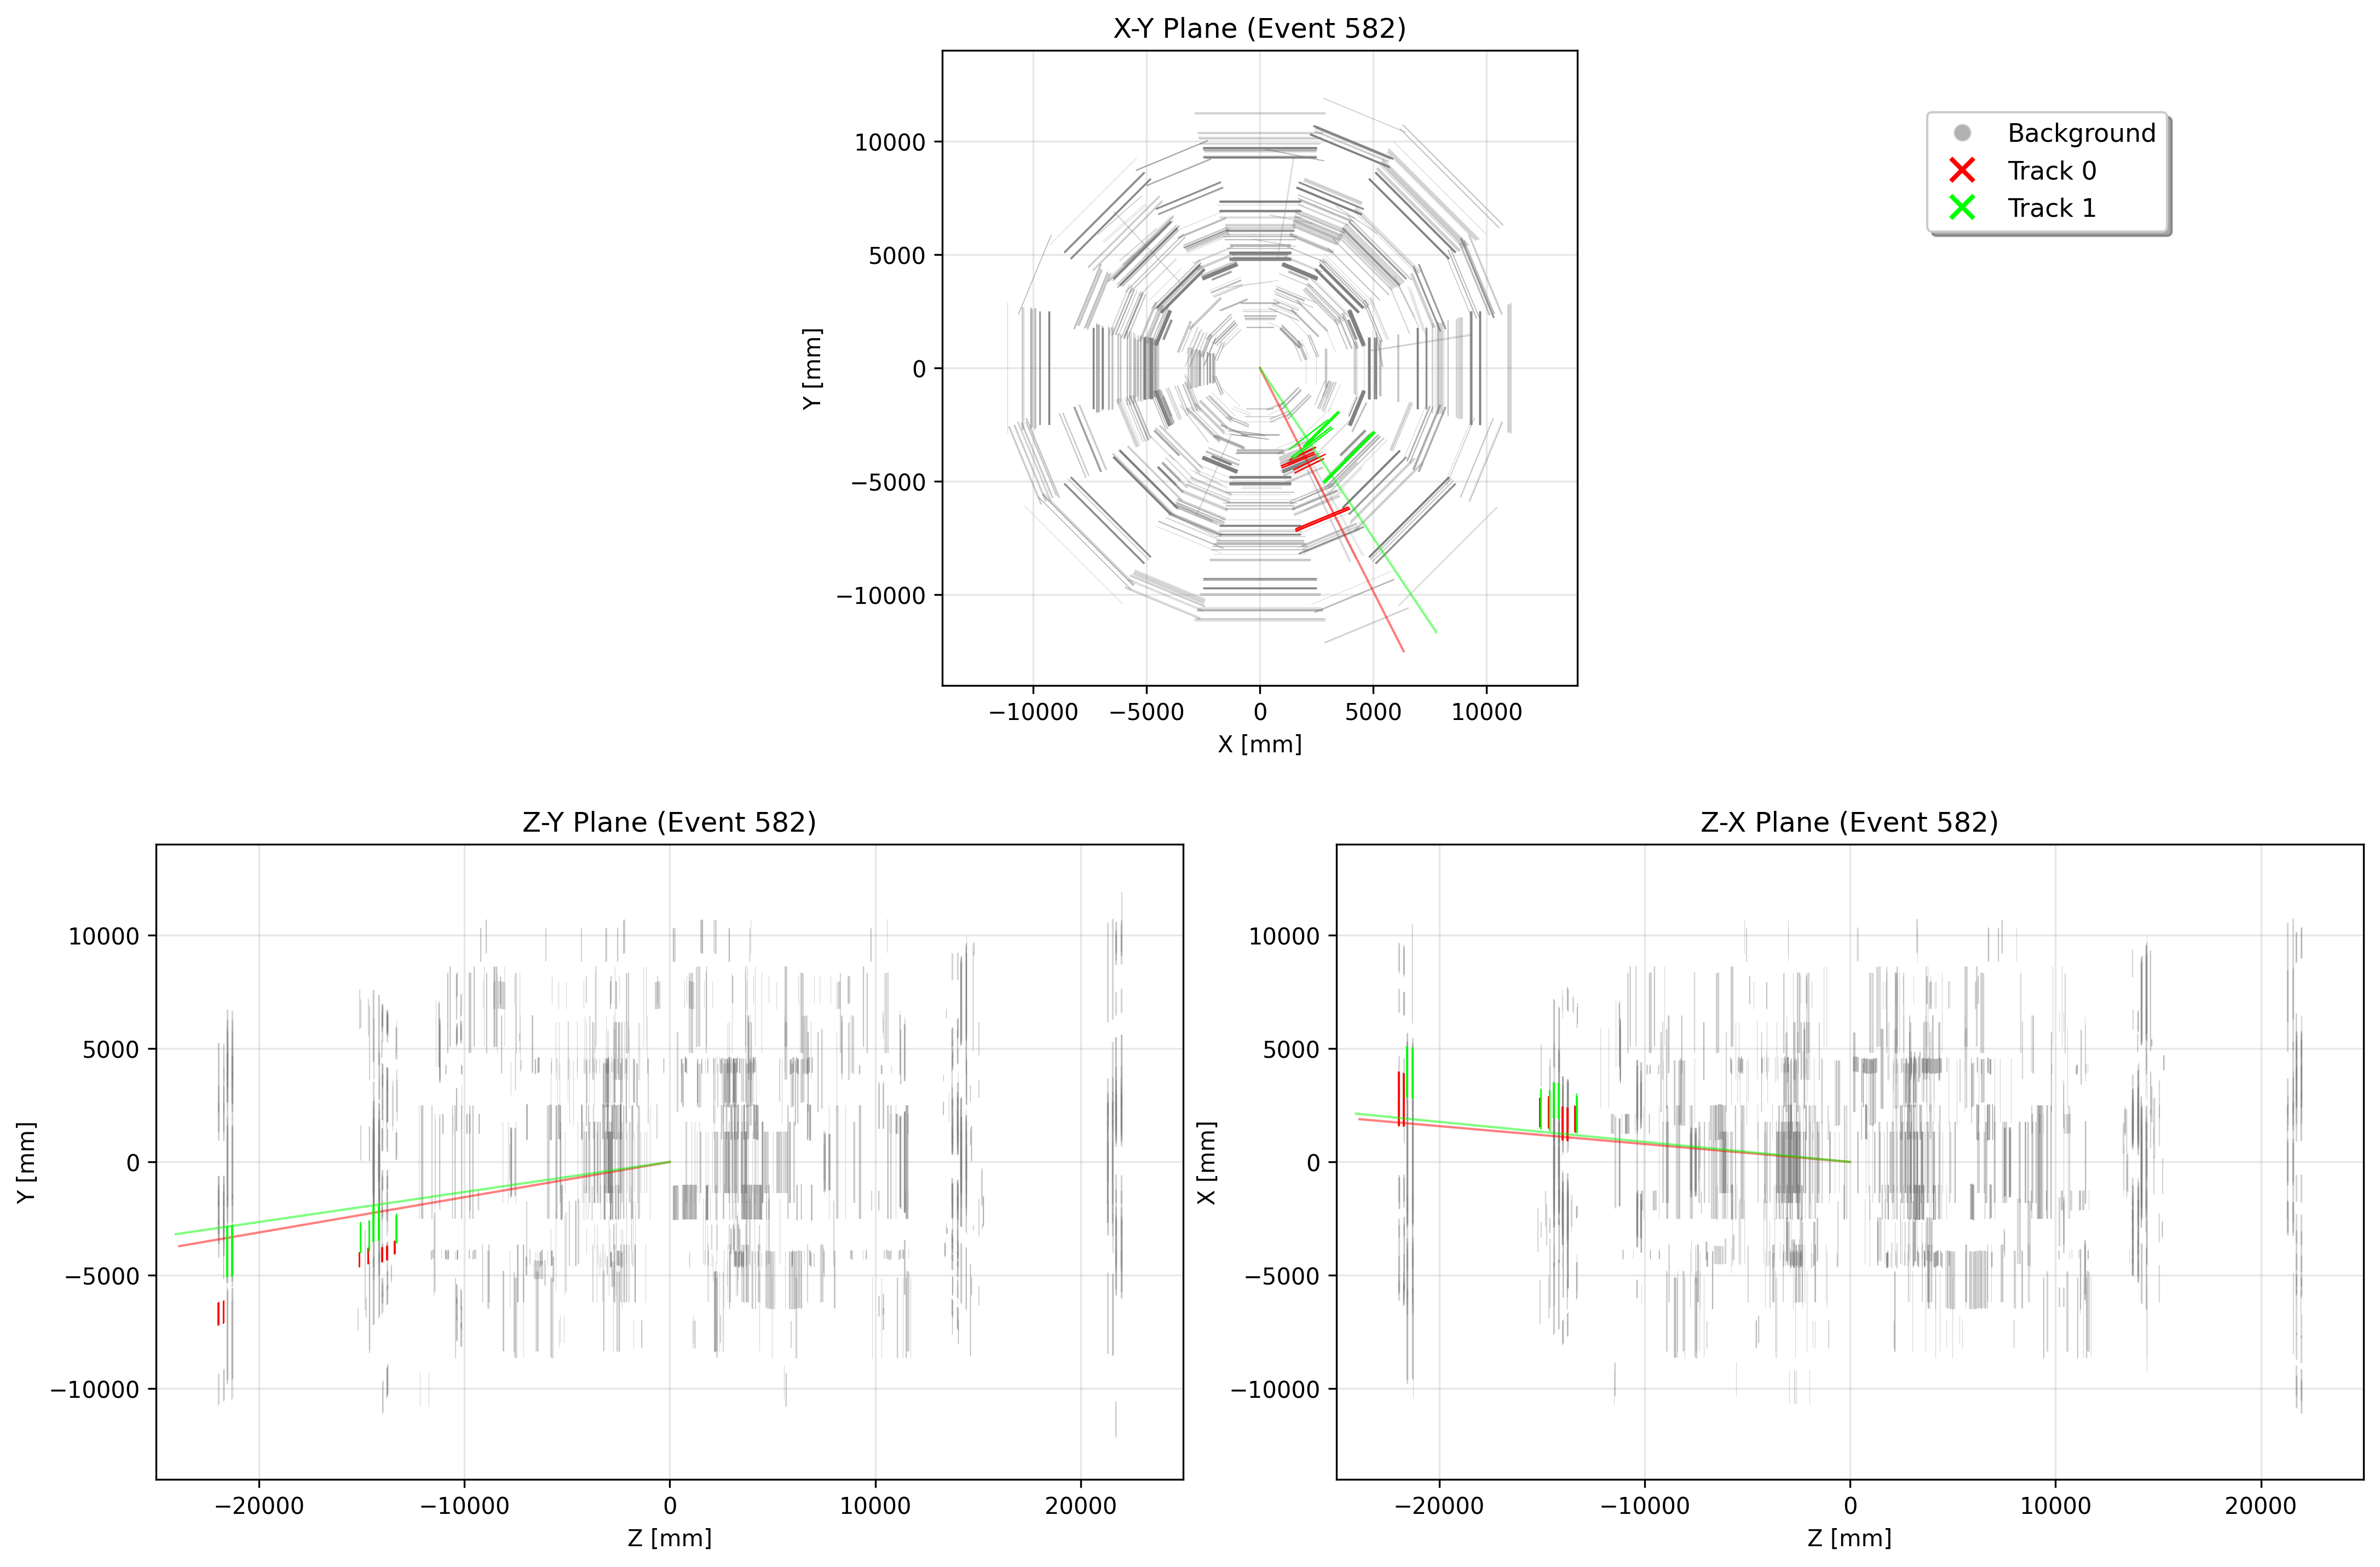 X-Y Plane (Event 582)
Background
Track 0
Track 1
10000
5000
0
−5000
−10000
Y [mm]
−10000 −5000 0 5000 10000
X [mm]
Z-Y Plane (Event 582)
10000
5000
0
−5000
−10000
Y [mm]
−20000 −10000 0 10000 20000
Z [mm]
Z-X Plane (Event 582)
10000
5000
0
−5000
−10000
X [mm]
−20000 −10000 0 10000 20000
Z [mm]